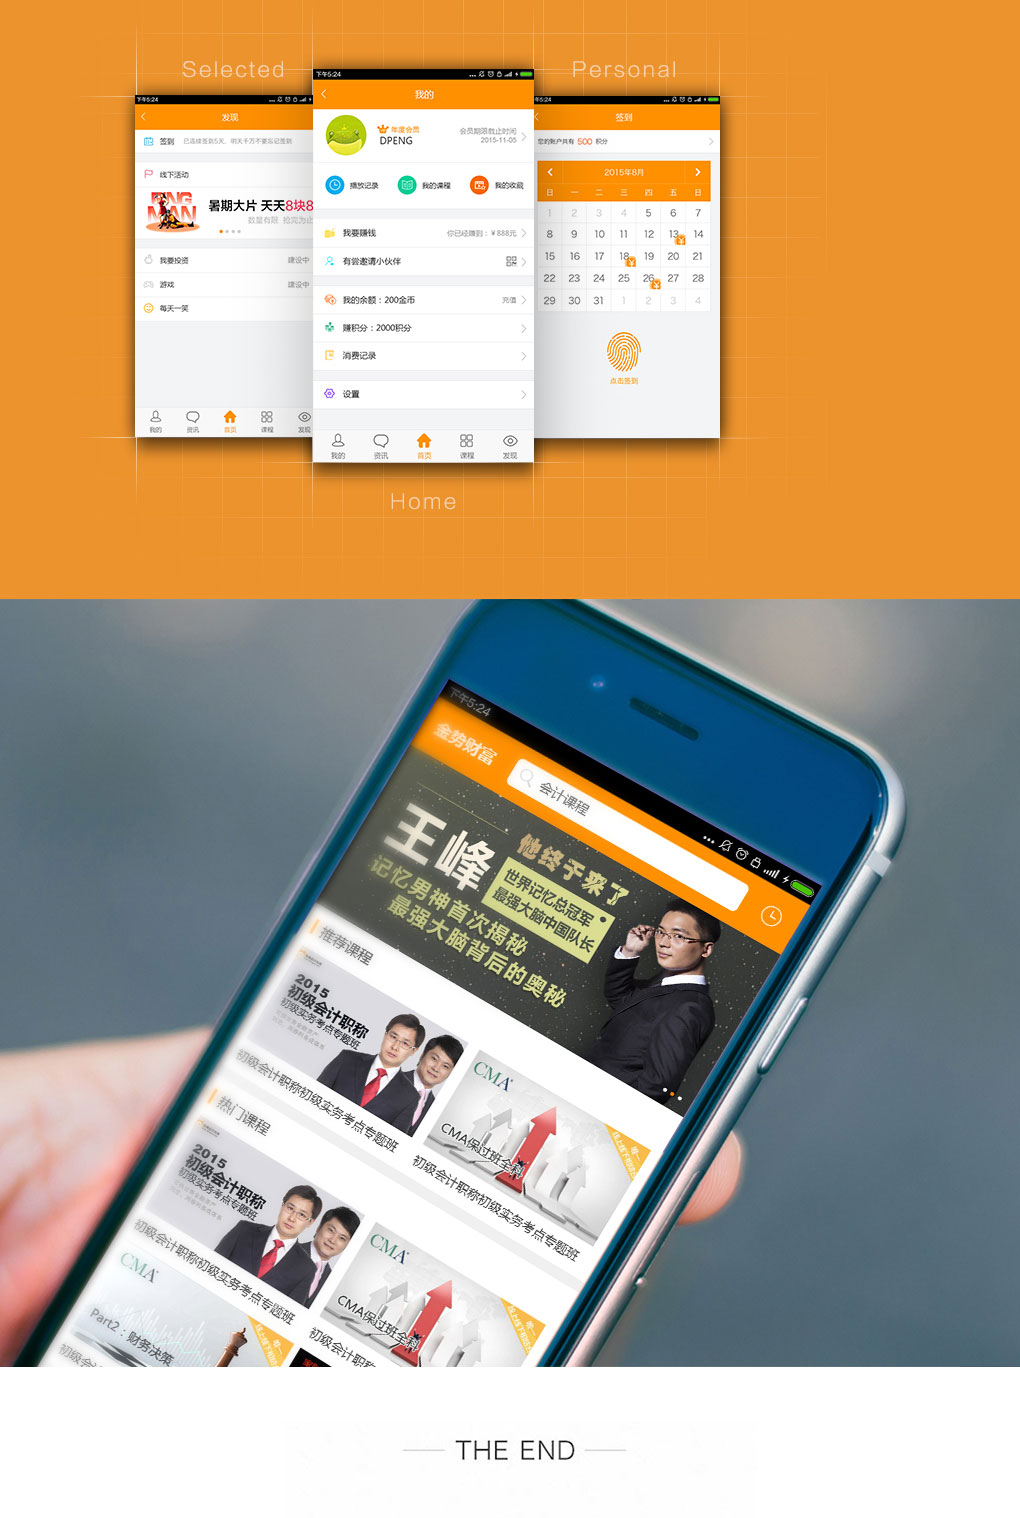 Selected
Personal
下午5:24
发现
签到
已连续签到5天，明天千万不要忘记签到
线下活动
暑期大片 天天8块8
数量有限 抢完为止
我要投资
建设中
游戏
建设中
每天一笑
我的
资讯
首页
课程
发现
下午5:24
我的
年度会员
DPENG
会员期限截止时间
2015-11-05
播放记录
我的课程
我的收藏
我要赚钱
你已经赚到：¥888元
有尝邀请小伙伴
我的余额：200金币
充值
赚积分：2000积分
消费记录
设置
我的
资讯
首页
课程
发现
下午5:24
签到
您的账户共有 500 积分
2015年8月
日 一 二 三 四 五 六
1 2 3 4 5 6 7
8 9 10 11 12 13 14
15 16 17 18 19 20 21
22 23 24 25 26 27 28
29 30 31 1 2 3 4
点击签到
Home
下午5:24
金势财富
会计课程
王峰
他终于来了
世界记忆总冠军
最强大脑中国队长
记忆男神首次揭秘
最强大脑背后的奥秘
推荐课程
2015
初级会计职称
初级实务考点专题班
初级会计职称初级实务考点专题班
CMA
CMA保过班全科
初级会计职称初级实务考点专题班
热门课程
2015
初级会计职称
初级实务考点专题班
初级会计职称初级实务考点专题班
CMA
CMA保过班全科
初级会计职
CMA
Part2：财务决策
初级会
THE END